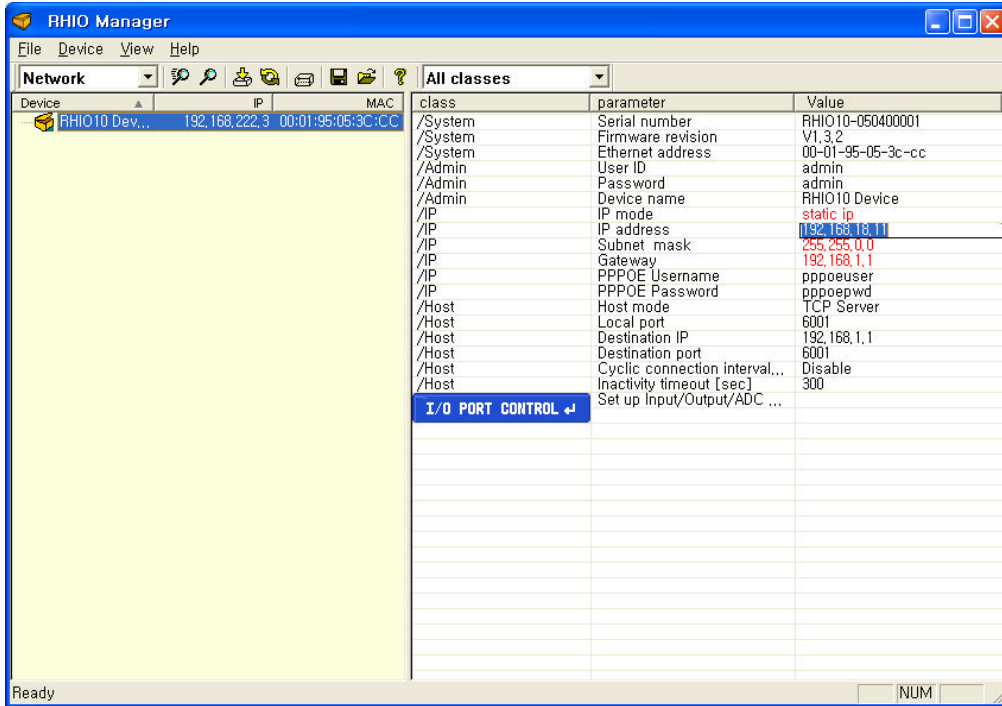 RHIO Manager
File Device View Help
Network All classes
Device IP MAC class parameter Value
RHIO10 Dev... 192,168,222,3 00:01:95:05:3C:CC /System Serial number RHIO10-050400001
/System Firmware revision V1,3,2
/System Ethernet address 00-01-95-05-3c-cc
/Admin User ID admin
/Admin Password admin
/Admin Device name RHIO10 Device
/IP IP mode static ip
/IP IP address 192,168,18,11
/IP Subnet mask 255,255,0,0
/IP Gateway 192,168,1,1
/IP PPPOE Username pppoeuser
/IP PPPOE Password pppoepwd
/Host Host mode TCP Server
/Host Local port 6001
/Host Destination IP 192,168,1,1
/Host Destination port 6001
/Host Cyclic connection interval... Disable
/Host Inactivity timeout [sec] 300
I/O PORT CONTROL ↵ Set up Input/Output/ADC ...
Ready NUM